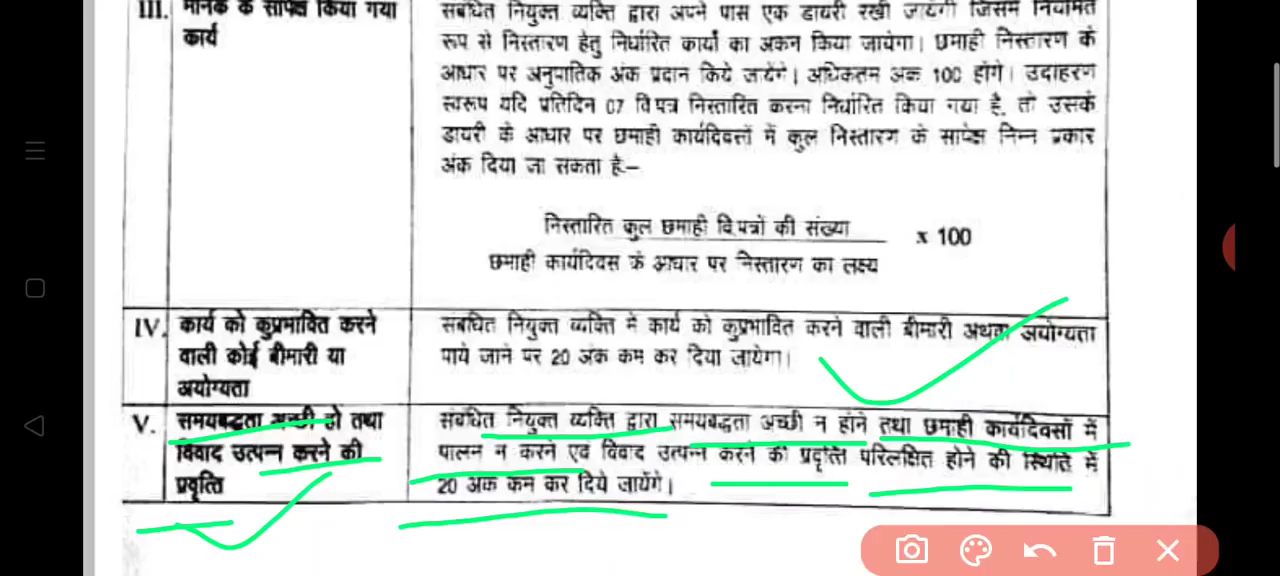 III. मानक के सापेक्ष किया गया कार्य
संबंधित नियुक्त व्यक्ति द्वारा अपने पास एक डायरी रखी जायेगी जिसमें नियमित
रूप से निस्तारण हेतु निर्धारित कार्यों का अंकन किया जायेगा। छमाही निस्तारण के
आधार पर अनुपातिक अंक प्रदान किये जायेंगे। अधिकतम अंक 100 होंगे। उदाहरण
स्वरूप यदि प्रतिदिन 07 विपत्र निस्तारित करना निर्धारित किया गया है, तो उसके
डायरी के आधार पर छमाही कार्यदिवसों में कुल निस्तारण के सापेक्ष निम्न प्रकार
अंक दिया जा सकता है:–
निस्तारित कुल छमाही विपत्रों की संख्या
x 100
छमाही कार्यदिवस के आधार पर निस्तारण का लक्ष्य
IV. कार्य को कुप्रभावित करने
वाली कोई बीमारी या
अयोग्यता
संबंधित नियुक्त व्यक्ति में कार्य को कुप्रभावित करने वाली बीमारी अथवा अयोग्यता
पाये जाने पर 20 अंक कम कर दिया जायेगा।
V. समयबद्धता अच्छी हो तथा
विवाद उत्पन्न करने की
प्रवृत्ति
संबंधित नियुक्त व्यक्ति द्वारा समयबद्धता अच्छी न होने तथा छमाही कार्यदिवसों में
पालन न करने एवं विवाद उत्पन्न करने की प्रवृत्ति परिलक्षित होने की स्थिति में
20 अंक कम कर दिये जायेंगे।